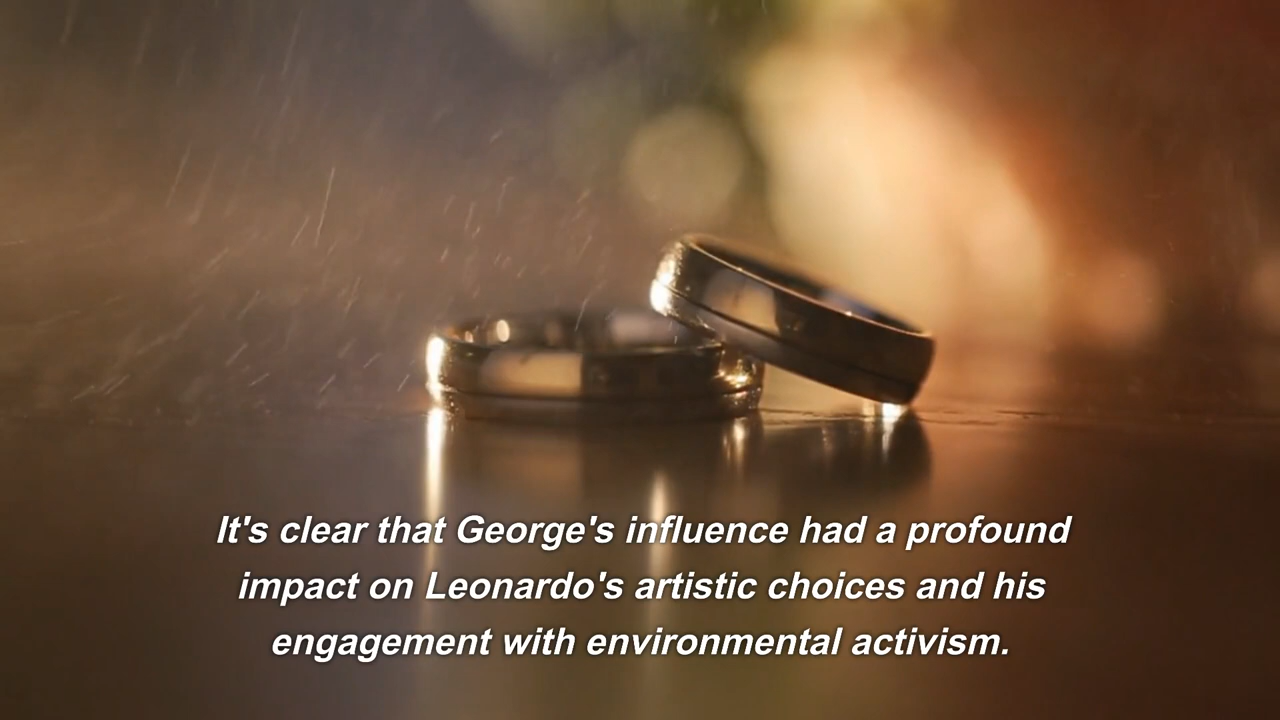 It's clear that George's influence had a profound
impact on Leonardo's artistic choices and his
engagement with environmental activism.